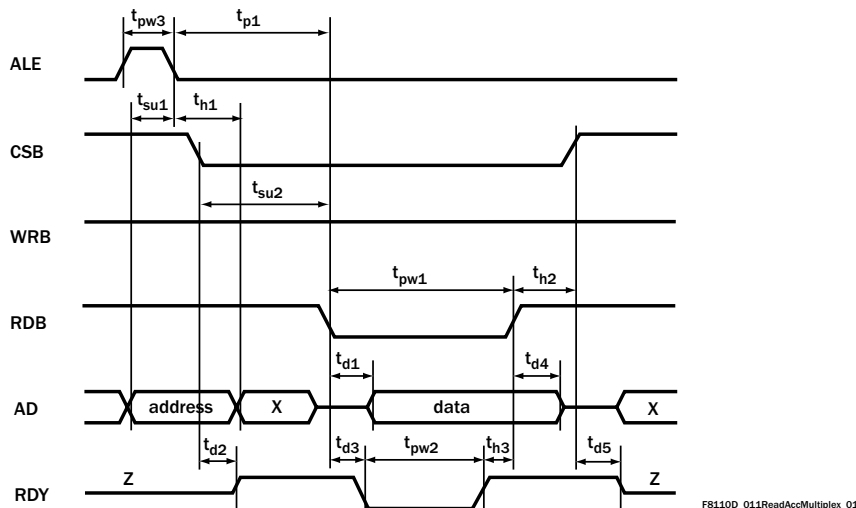 tpw3 tp1
ALE
tsu1 th1
CSB
tsu2
WRB
tpw1 th2
RDB
td1 td4
AD address X data X
td2 td3 tpw2 th3 td5
RDY Z Z
F8110D_011ReadAccMultiplex_01